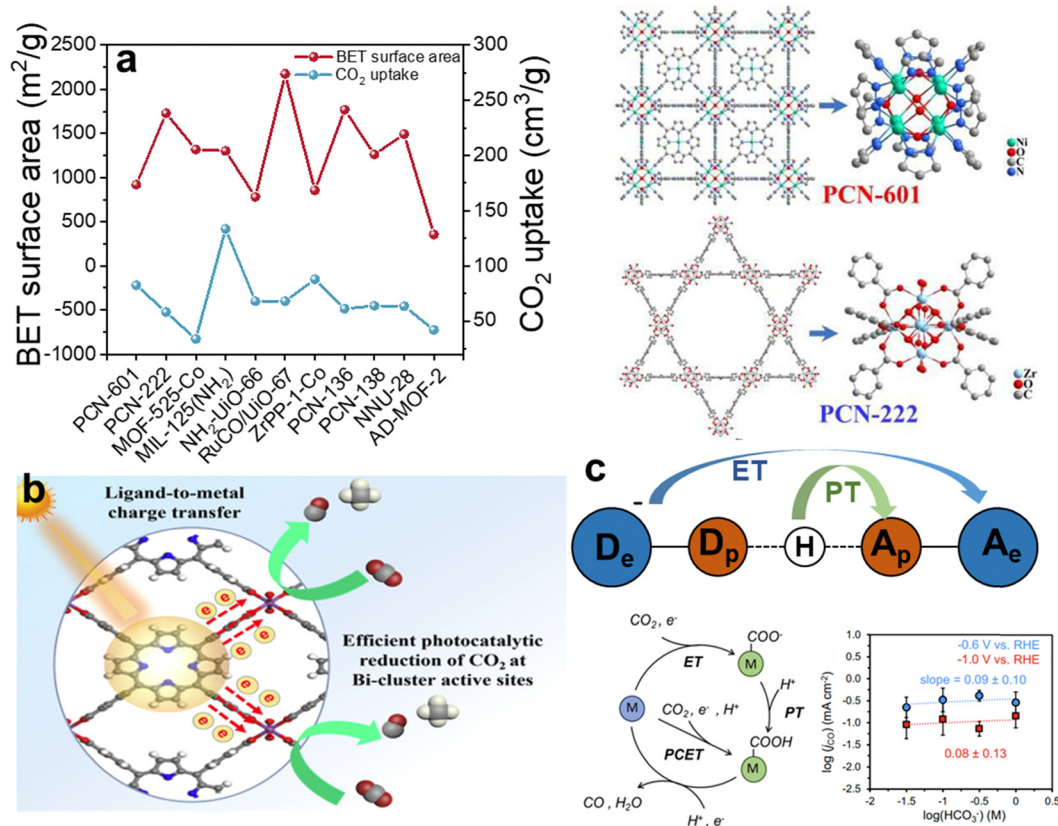 a
BET surface area
CO2 uptake
BET surface area (m2/g)
2500
2000
1500
1000
500
0
-500
-1000
300
250
200
150
100
50
CO2 uptake (cm3/g)
PCN-601
PCN-222
MOF-525-Co
MIL-125(NH2)
NH2-UiO-66
RuCO/UiO-67
ZrPP-1-Co
PCN-136
PCN-138
NNU-28
AD-MOF-2
Ni
O
C
N
PCN-601
Zr
O
C
PCN-222
b
Ligand-to-metal
charge transfer
e e
e e
e e
e e
Efficient photocatalytic
reduction of CO2 at
Bi-cluster active sites
c
ET
PT
-
De Dp H Ap Ae
CO2, e-
COO-
ET
M
H+
M
CO2, e-, H+
PT
PCET
COOH
M
CO, H2O
H+, e-
log (jCO) (mA cm-2)
1.0
0.5
0.0
-0.5
-1.0
-1.5
-2.0
-2.5
-0.6 V vs. RHE
-1.0 V vs. RHE
slope = 0.09 ± 0.10
0.08 ± 0.13
-2 -1.5 -1.0 -0.5 0 0.5
log(HCO3-) (M)